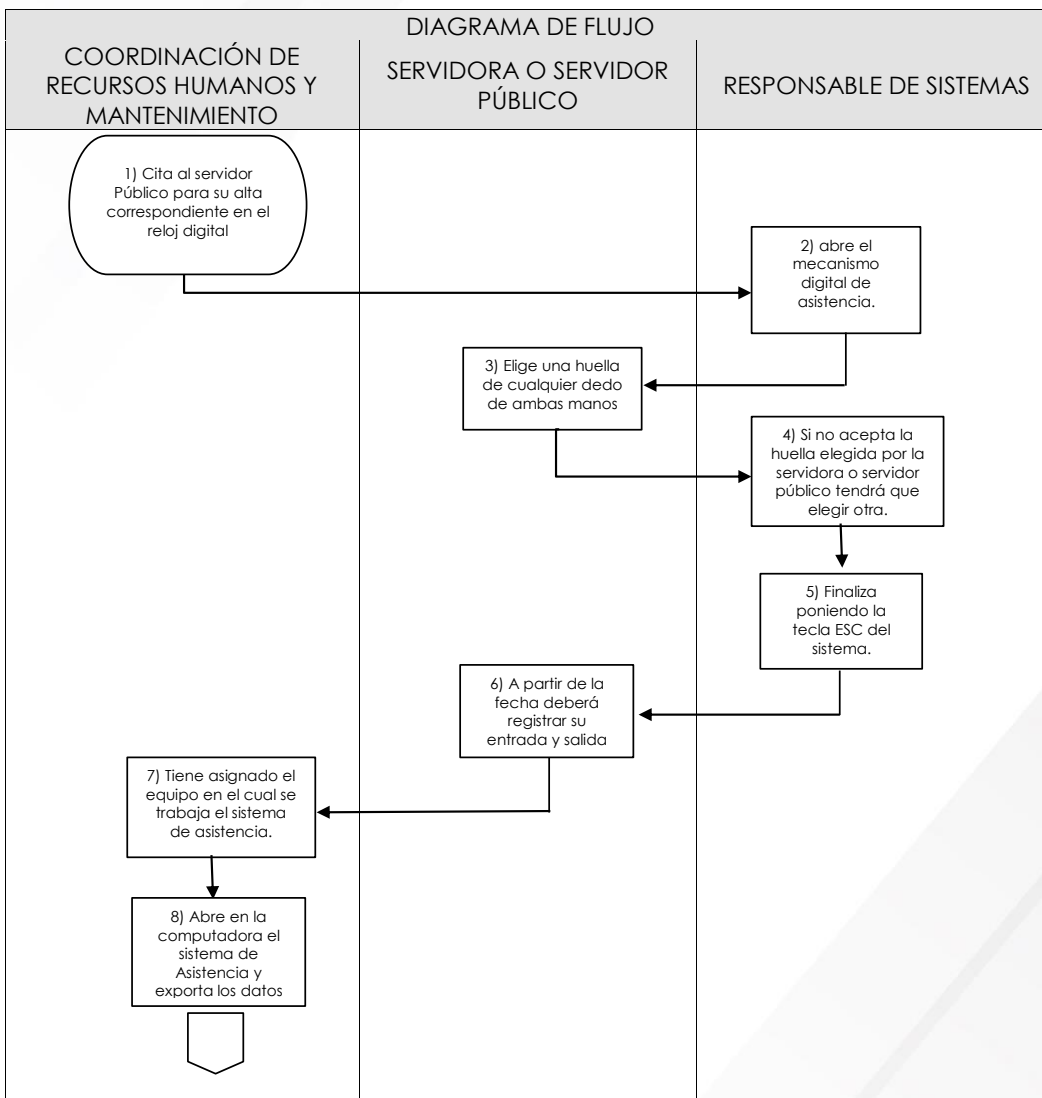 DIAGRAMA DE FLUJO
COORDINACIÓN DE
RECURSOS HUMANOS Y
MANTENIMIENTO
SERVIDORA O SERVIDOR
PÚBLICO
RESPONSABLE DE SISTEMAS
1) Cita al servidor
Público para su alta
correspondiente en el
reloj digital
2) abre el
mecanismo
digital de
asistencia.
3) Elige una huella
de cualquier dedo
de ambas manos
4) Si no acepta la
huella elegida por la
servidora o servidor
público tendrá que
elegir otra.
5) Finaliza
poniendo la
tecla ESC del
sistema.
6) A partir de la
fecha deberá
registrar su
entrada y salida
7) Tiene asignado el
equipo en el cual se
trabaja el sistema
de asistencia.
8) Abre en la
computadora el
sistema de
Asistencia y
exporta los datos